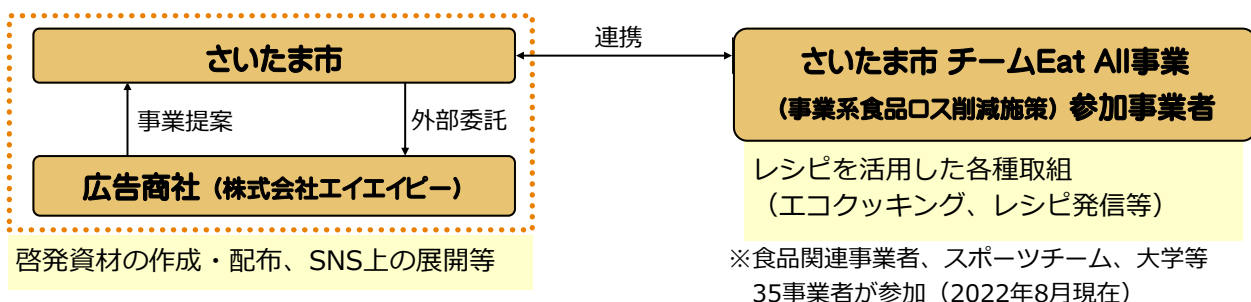 さいたま市
連携
さいたま市 チームEat All事業
（事業系食品ロス削減施策）参加事業者
事業提案
外部委託
広告商社（株式会社エイエイピー）
レシピを活用した各種取組
（エコクッキング、レシピ発信等）
啓発資材の作成・配布、SNS上の展開等
※食品関連事業者、スポーツチーム、大学等
35事業者が参加（2022年8月現在）